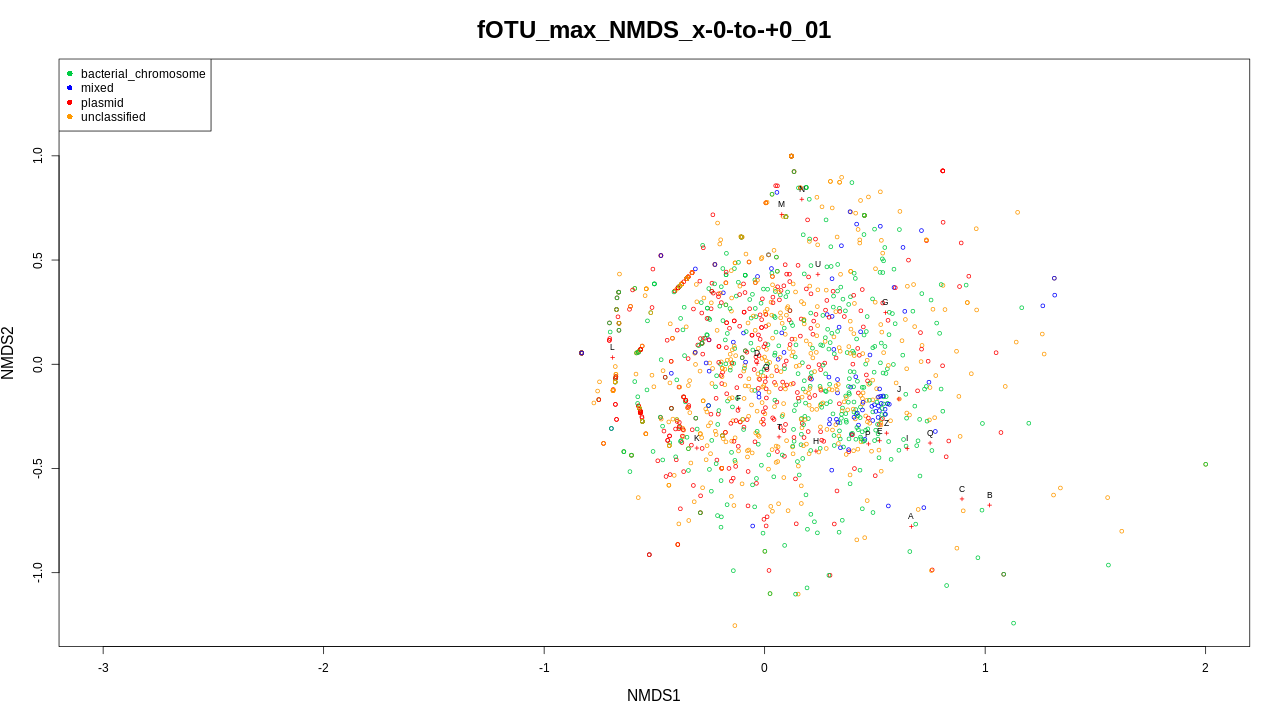 fOTU_max_NMDS_x-0-to-+0_01
bacterial_chromosome
mixed
plasmid
unclassified
NMDS2
1.0
0.5
0.0
-0.5
-1.0
N
M
U
G
L
J
F
T
H
K
E
Z
I
Q
C
B
A
-3
-2
-1
0
1
2
NMDS1